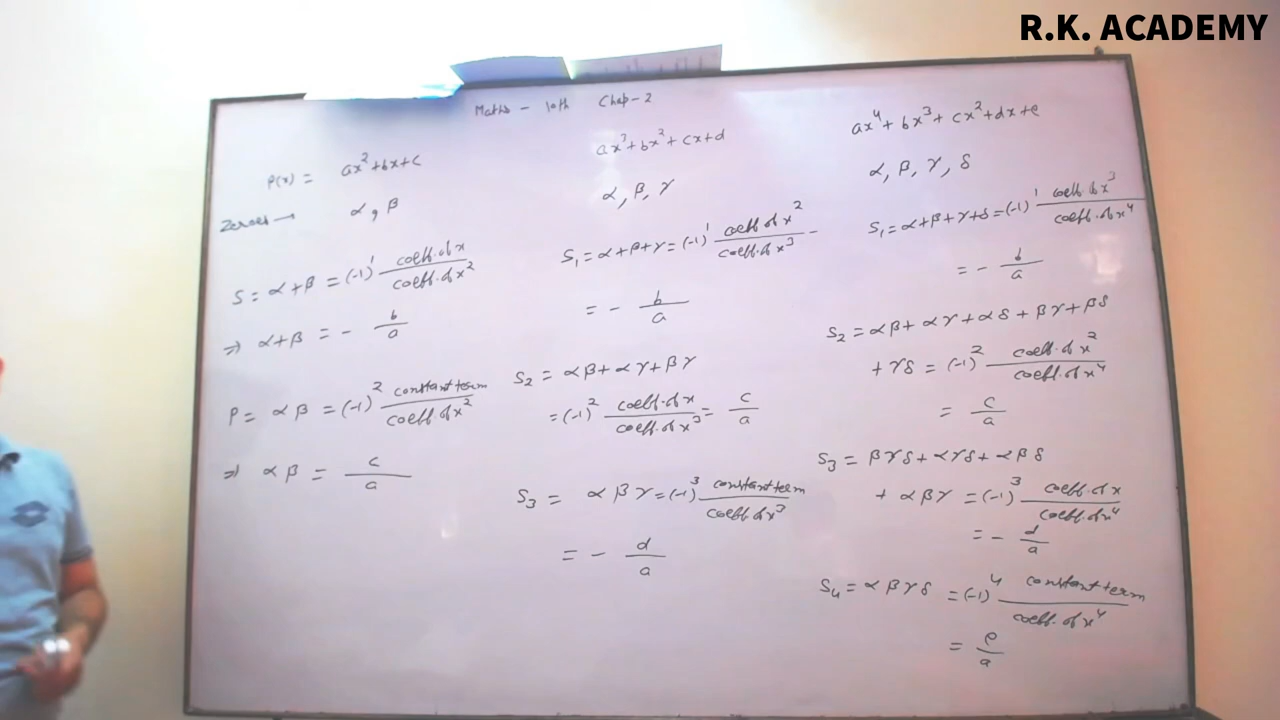 R.K. ACADEMY
Maths - 10th Chap-2
P(x) = ax²+bx+c
Zeroes → α, β
S = α+β = (-1)¹ coeff. of x / coeff. of x²
⇒ α+β = - b/a
P = αβ = (-1)² constant term / coeff of x²
⇒ αβ = c/a
ax³+bx²+cx+d
α, β, γ
S₁ = α+β+γ = (-1)¹ coeff of x² / coeff. of x³ -
= - b/a
S₂ = αβ+αγ+βγ
= (-1)² coeff. of x / coeff. of x³ = c/a
S₃ = αβγ = (-1)³ constant term / coeff of x³
= - d/a
ax⁴+bx³+cx²+dx+e
α, β, γ, δ
S₁ = α+β+γ+δ = (-1)¹ coeff. of x³ / coeff. of x⁴
= - b/a
S₂ = αβ+αγ+αδ+βγ+βδ
+γδ = (-1)² coeff. of x² / coeff. of x⁴
= c/a
S₃ = βγδ+αγδ+αβδ
+ αβγ = (-1)³ coeff. of x / coeff. of x⁴
= - d/a
S₄ = αβγδ = (-1)⁴ constant term / coeff. of x⁴
= e/a